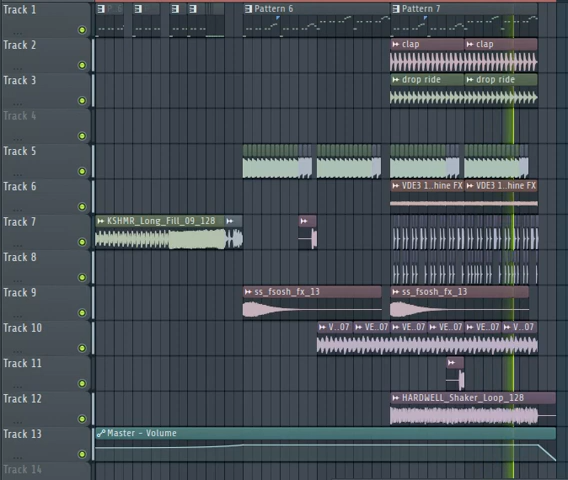 Track 1
Pattern 6
Pattern 7
Track 2
clap
clap
Track 3
drop ride
drop ride
Track 4
Track 5
Track 6
VDE3 1..hine FX
VDE3 1..hine FX
Track 7
KSHMR_Long_Fill_09_128
Track 8
Track 9
ss_fsosh_fx_13
ss_fsosh_fx_13
Track 10
V..07
VE..07
VE..07
VE..07
VE..07
V..07
Track 11
Track 12
HARDWELL_Shaker_Loop_128
Track 13
Master - Volume
Track 14